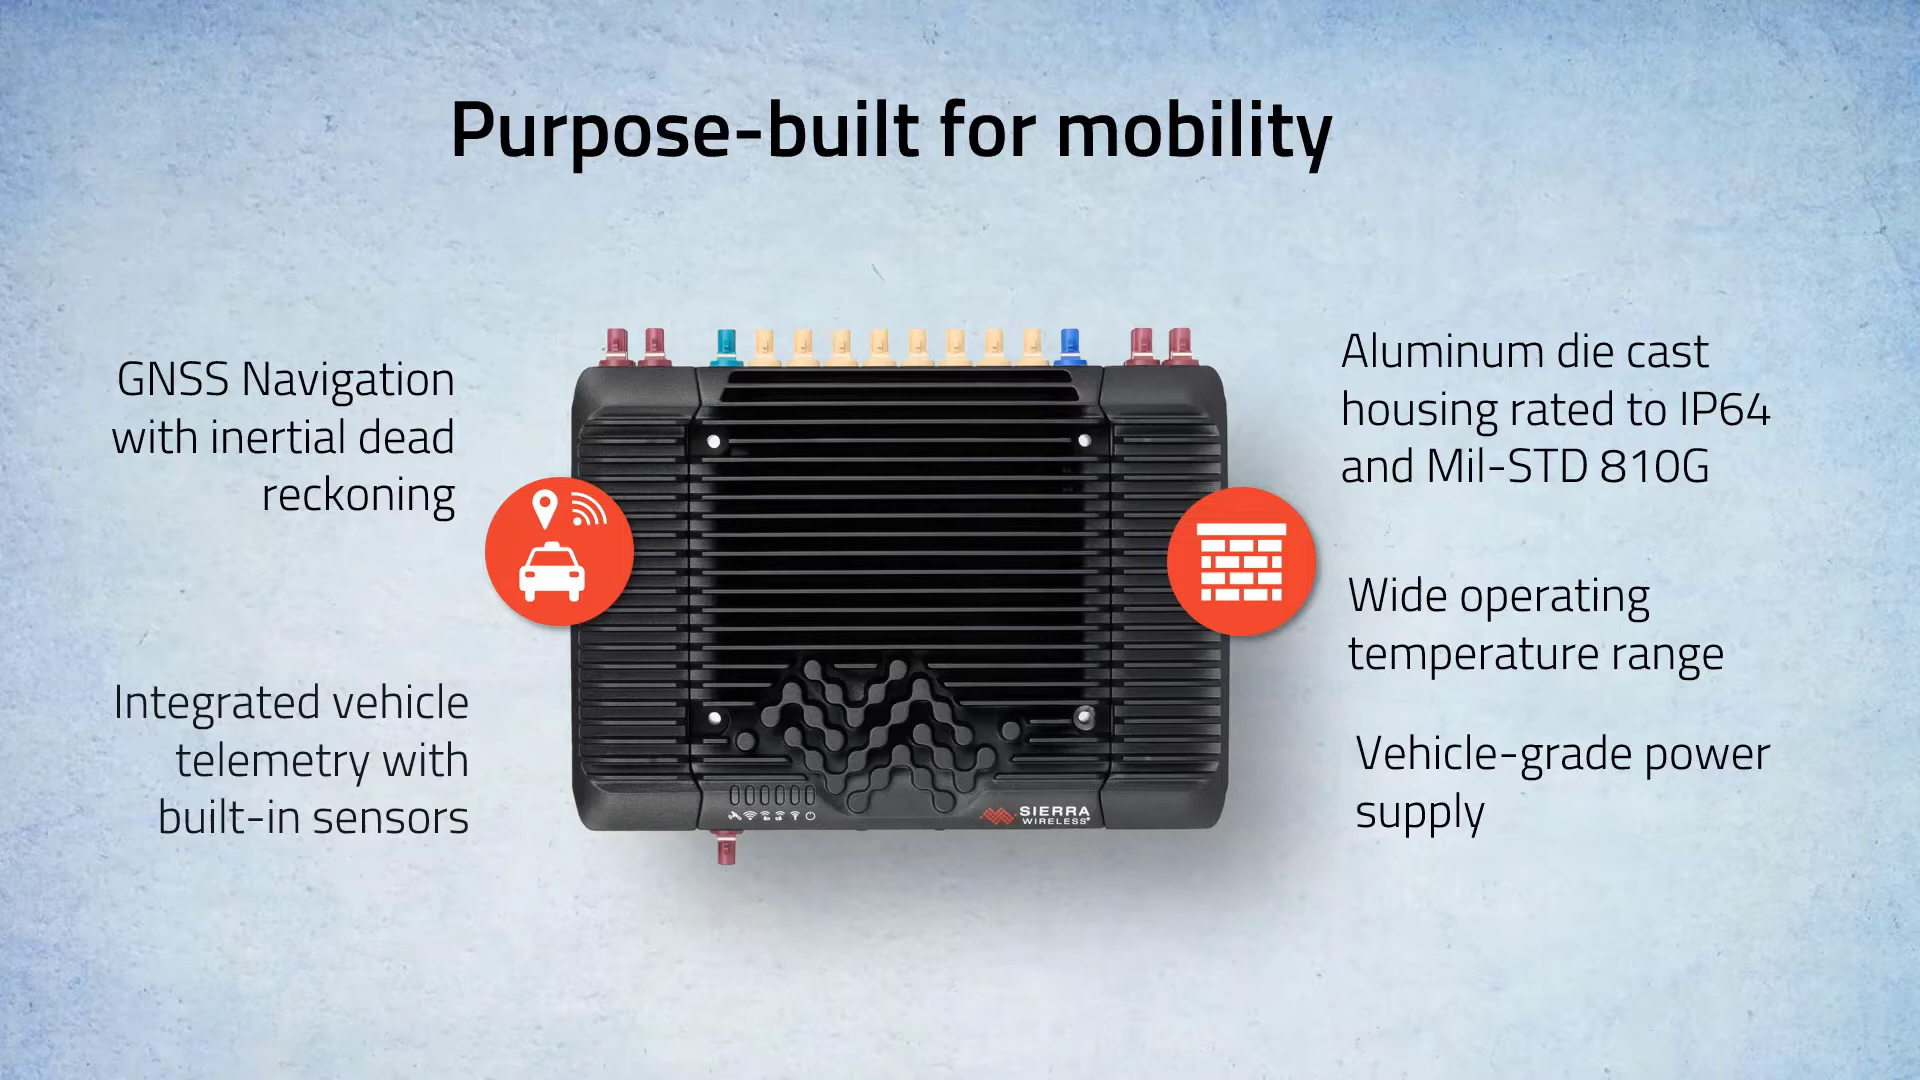 Purpose-built for mobility
GNSS Navigation
with inertial dead
reckoning
Integrated vehicle
telemetry with
built-in sensors
Aluminum die cast
housing rated to IP64
and Mil-STD 810G
Wide operating
temperature range
Vehicle-grade power
supply
SIERRA
WIRELESS